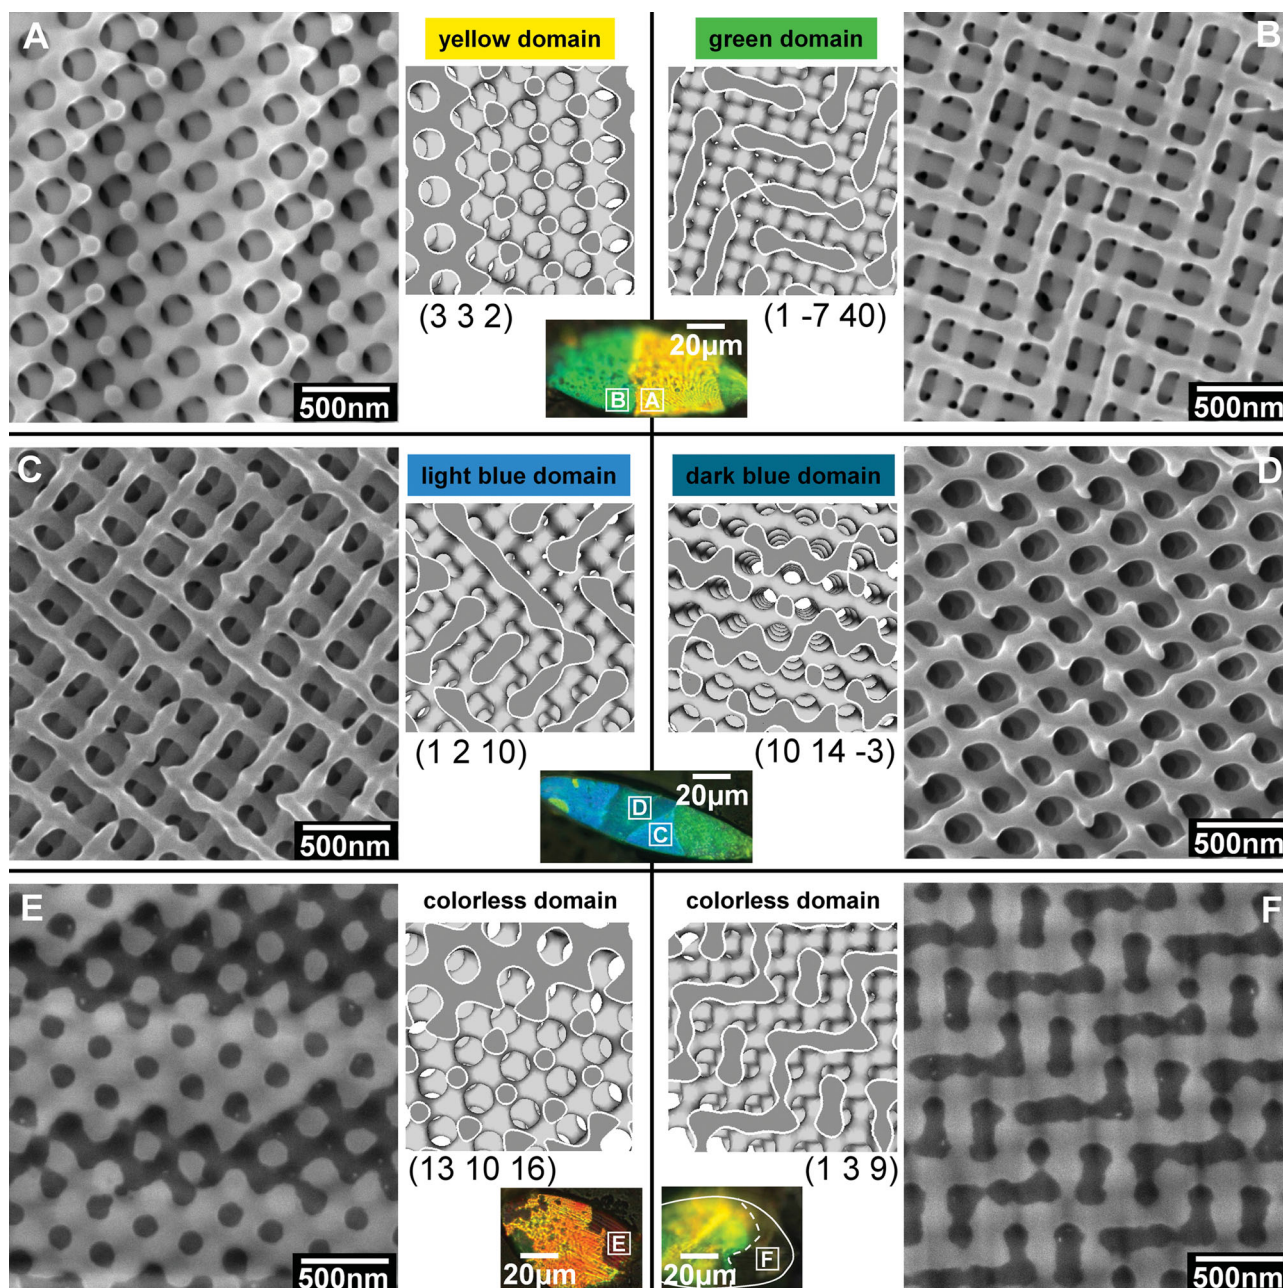 A
yellow domain
green domain
B
(3 3 2)
(1 -7 40)
20µm
B
A
500nm
500nm
C
light blue domain
dark blue domain
D
(1 2 10)
(10 14 -3)
20µm
D
C
500nm
500nm
E
colorless domain
colorless domain
F
(13 10 16)
(1 3 9)
E
F
500nm
20µm
20µm
500nm